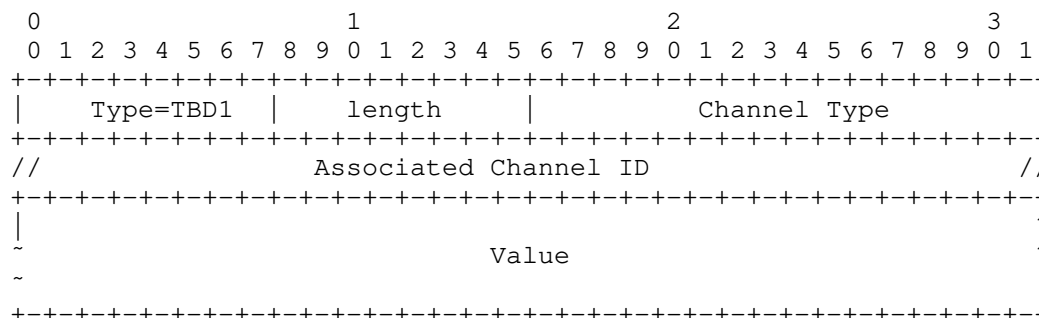 0                   1                   2                   3
 0 1 2 3 4 5 6 7 8 9 0 1 2 3 4 5 6 7 8 9 0 1 2 3 4 5 6 7 8 9 0 1
+-+-+-+-+-+-+-+-+-+-+-+-+-+-+-+-+-+-+-+-+-+-+-+-+-+-+-+-+-+-+-+-+-
|   Type=TBD1   |    length     |          Channel Type
+-+-+-+-+-+-+-+-+-+-+-+-+-+-+-+-+-+-+-+-+-+-+-+-+-+-+-+-+-+-+-+-+-
//                 Associated Channel ID                       //
+-+-+-+-+-+-+-+-+-+-+-+-+-+-+-+-+-+-+-+-+-+-+-+-+-+-+-+-+-+-+-+-+-
|                                                               ~
~                             Value                             ~
~
+-+-+-+-+-+-+-+-+-+-+-+-+-+-+-+-+-+-+-+-+-+-+-+-+-+-+-+-+-+-+-+-+-